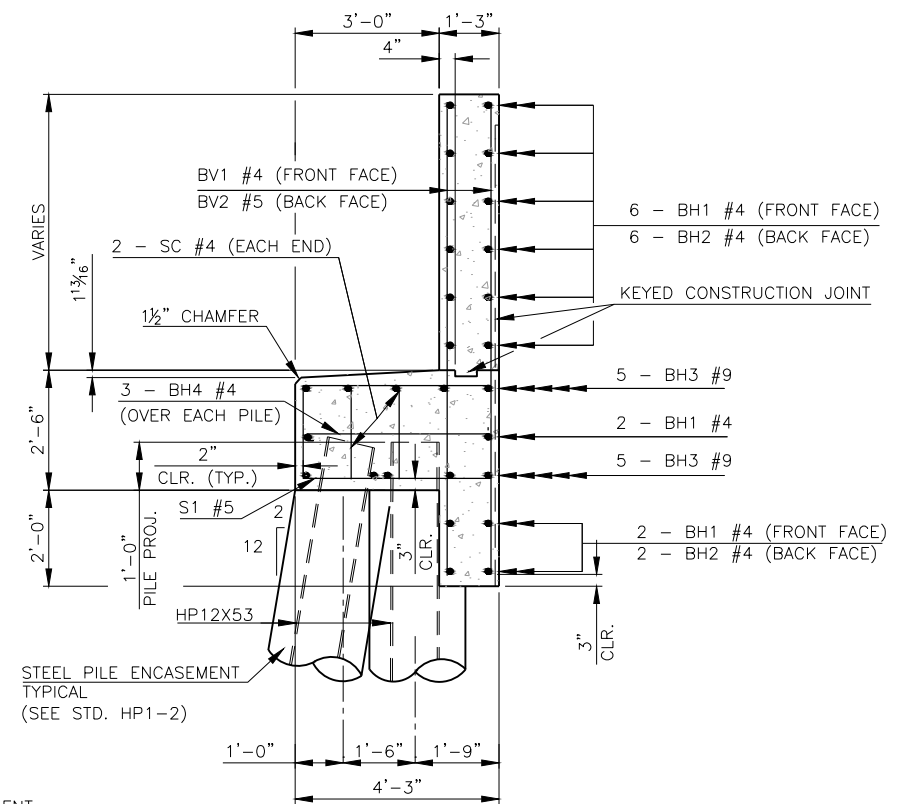 3'-0"
1'-3"
4"
BV1 #4 (FRONT FACE)
BV2 #5 (BACK FACE)
VARIES
6 - BH1 #4 (FRONT FACE)
6 - BH2 #4 (BACK FACE)
2 - SC #4 (EACH END)
1 13/16"
KEYED CONSTRUCTION JOINT
1½" CHAMFER
5 - BH3 #9
3 - BH4 #4
(OVER EACH PILE)
2 - BH1 #4
2'-6"
2"
CLR. (TYP.)
5 - BH3 #9
S1 #5
2
12
2'-0"
1'-0"
PILE PROJ.
3"
CLR.
2 - BH1 #4 (FRONT FACE)
2 - BH2 #4 (BACK FACE)
HP12X53
3"
CLR.
STEEL PILE ENCASEMENT
TYPICAL
(SEE STD. HP1-2)
1'-0"
1'-6"
1'-9"
4'-3"